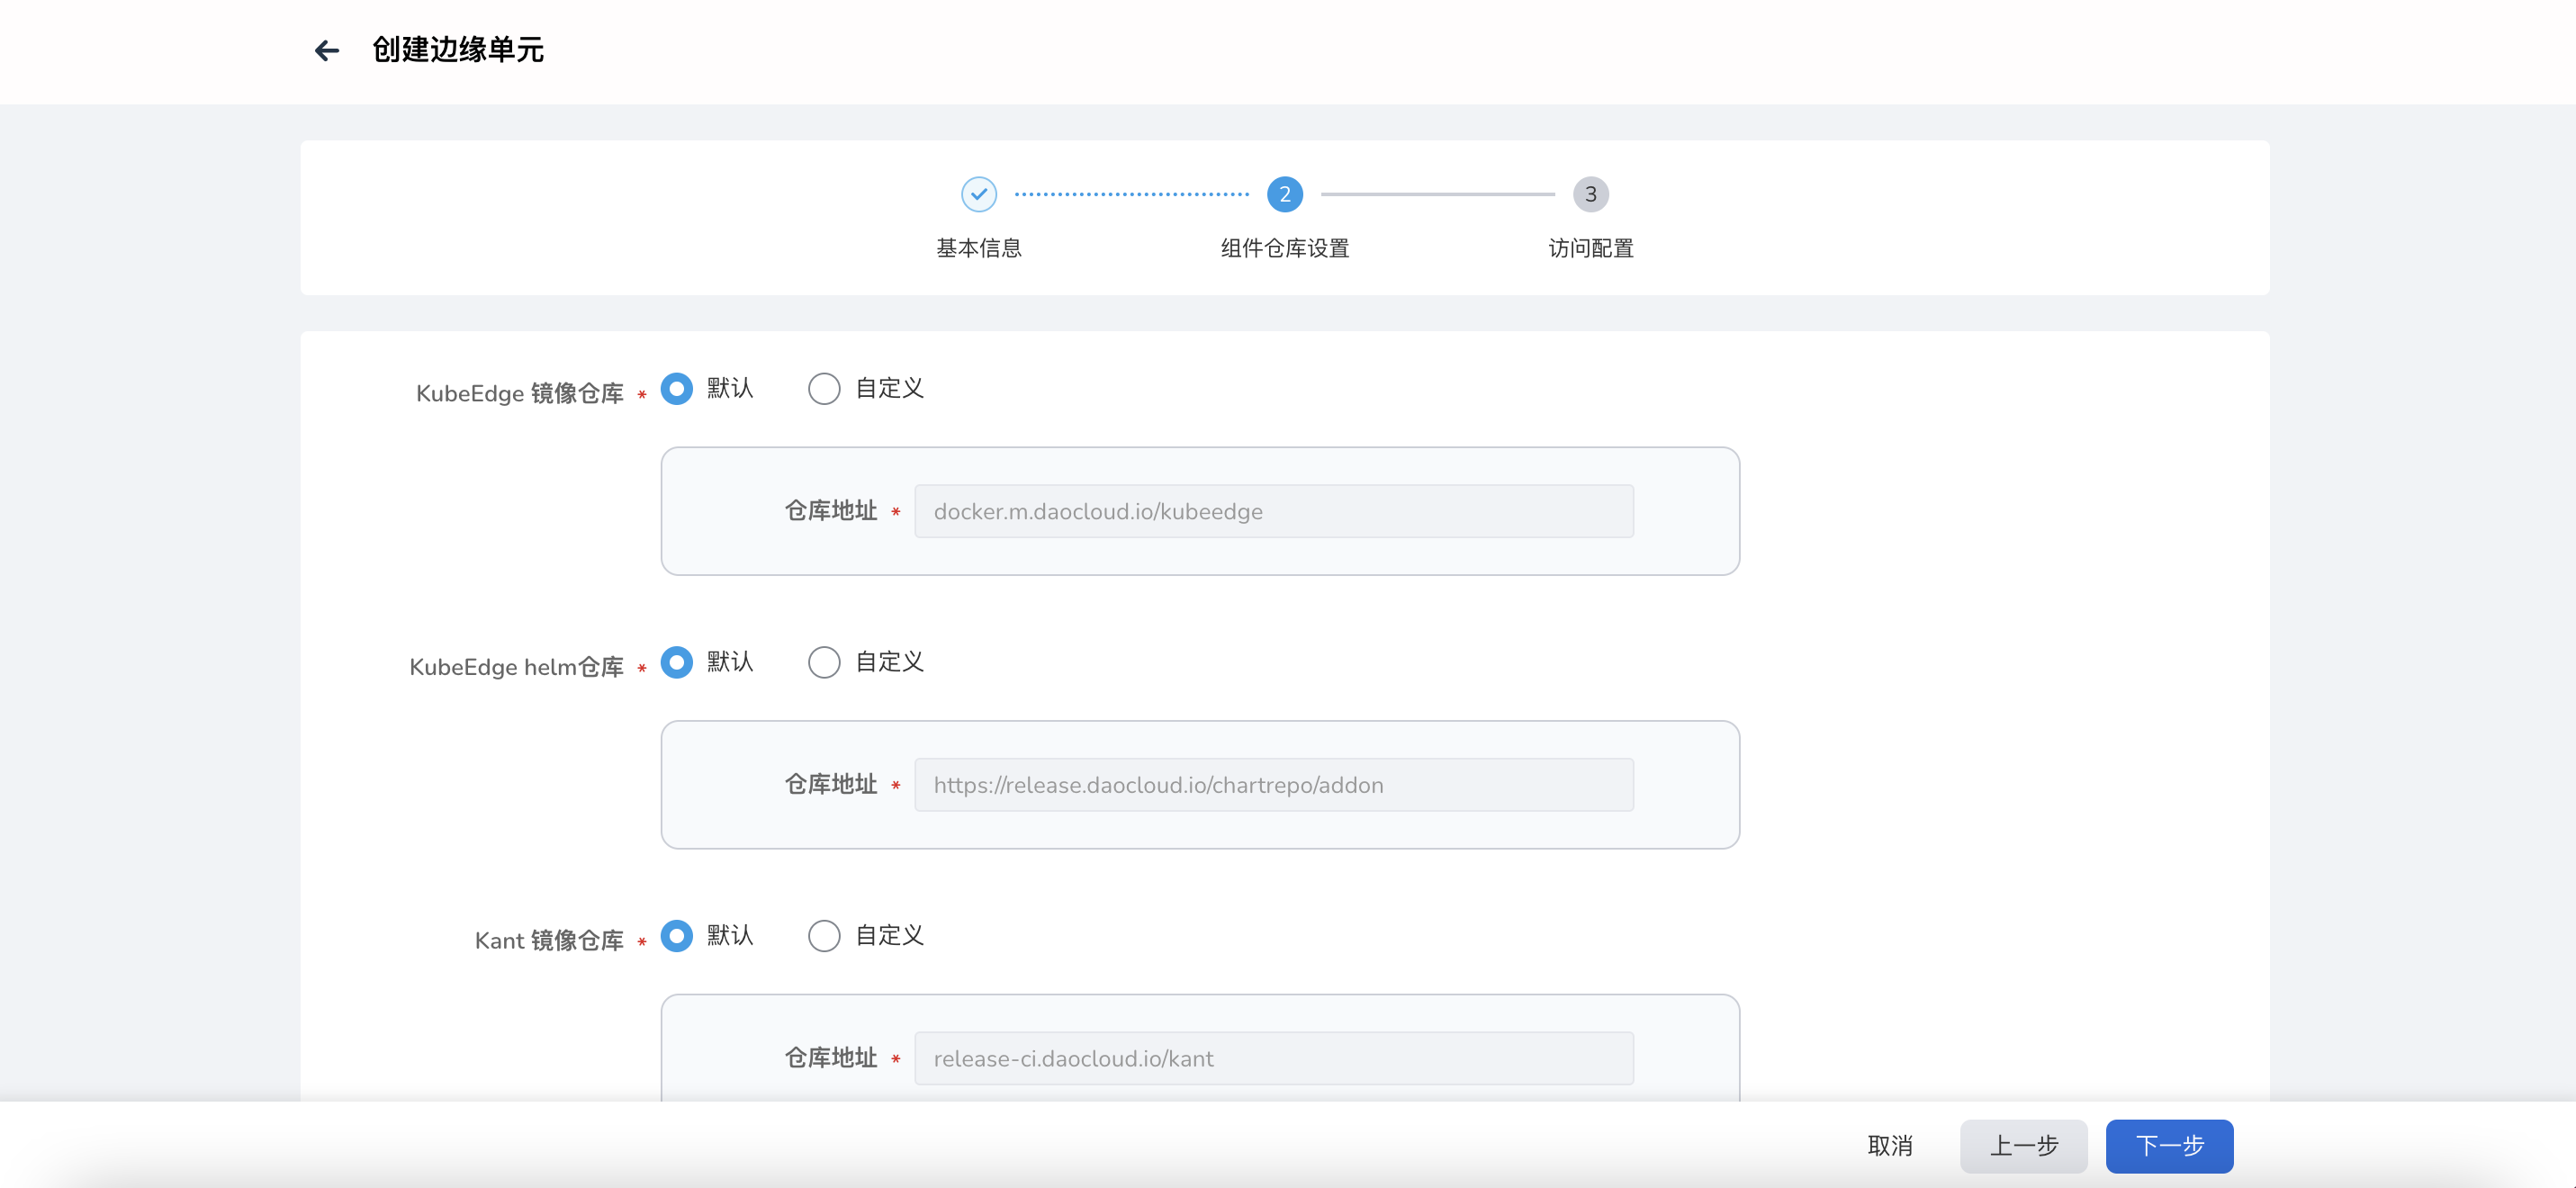 创建边缘单元
2
3
基本信息
组件仓库设置
访问配置
KubeEdge 镜像仓库 * 默认 自定义
仓库地址 * docker.m.daocloud.io/kubeedge
KubeEdge helm仓库 * 默认 自定义
仓库地址 * https://release.daocloud.io/chartrepo/addon
Kant 镜像仓库 * 默认 自定义
仓库地址 * release-ci.daocloud.io/kant
取消 上一步 下一步